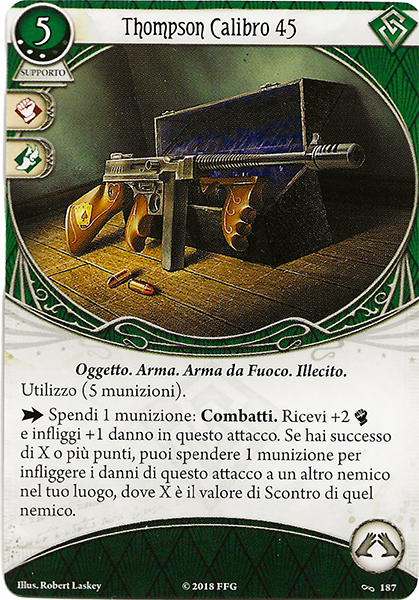 Thompson Calibro 45
5
SUPPORTO
Oggetto. Arma. Arma da Fuoco. Illecito.
Utilizzo (5 munizioni).
Spendi 1 munizione: Combatti. Ricevi +2
e infliggi +1 danno in questo attacco. Se hai successo
di X o più punti, puoi spendere 1 munizione per
infliggere i danni di questo attacco a un altro nemico
nel tuo luogo, dove X è il valore di Scontro di quel
nemico.
Illus. Robert Laskey
© 2018 FFG
187